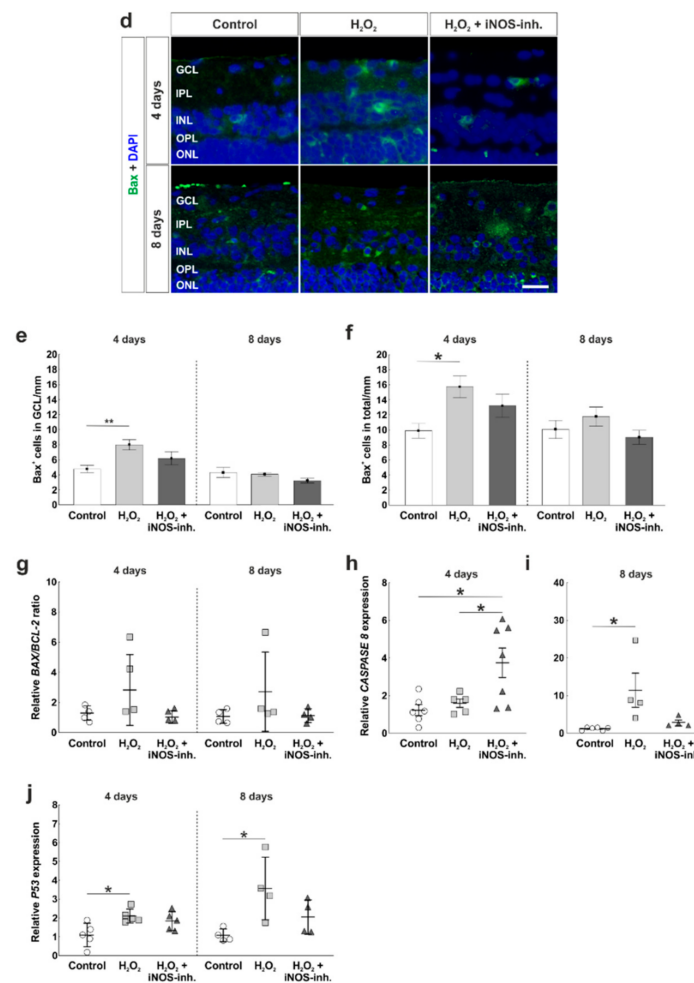 d
Control
H₂O₂
H₂O₂ + iNOS-inh.
Bax + DAPI
4 days
GCL
IPL
INL
OPL
ONL
8 days
GCL
IPL
INL
OPL
ONL
e
4 days
8 days
Bax⁺ cells in GCL/mm
20
18
16
14
12
10
8
6
4
2
0
**
Control
H₂O₂
H₂O₂ +
iNOS-inh.
Control
H₂O₂
H₂O₂ +
iNOS-inh.
f
4 days
8 days
Bax⁺ cells in total/mm
20
18
16
14
12
10
8
6
4
2
0
*
Control
H₂O₂
H₂O₂ +
iNOS-inh.
Control
H₂O₂
H₂O₂ +
iNOS-inh.
g
4 days
8 days
Relative BAX/BCL-2 ratio
10
8
6
4
2
0
Control
H₂O₂
H₂O₂ +
iNOS-inh.
Control
H₂O₂
H₂O₂ +
iNOS-inh.
h
4 days
Relative CASPASE 8 expression
8
6
4
2
0
*
*
Control
H₂O₂
H₂O₂ +
iNOS-inh.
i
8 days
40
30
20
10
0
*
Control
H₂O₂
H₂O₂ +
iNOS-inh.
j
4 days
8 days
Relative P53 expression
8
7
6
5
4
3
2
1
0
*
*
Control
H₂O₂
H₂O₂ +
iNOS-inh.
Control
H₂O₂
H₂O₂ +
iNOS-inh.